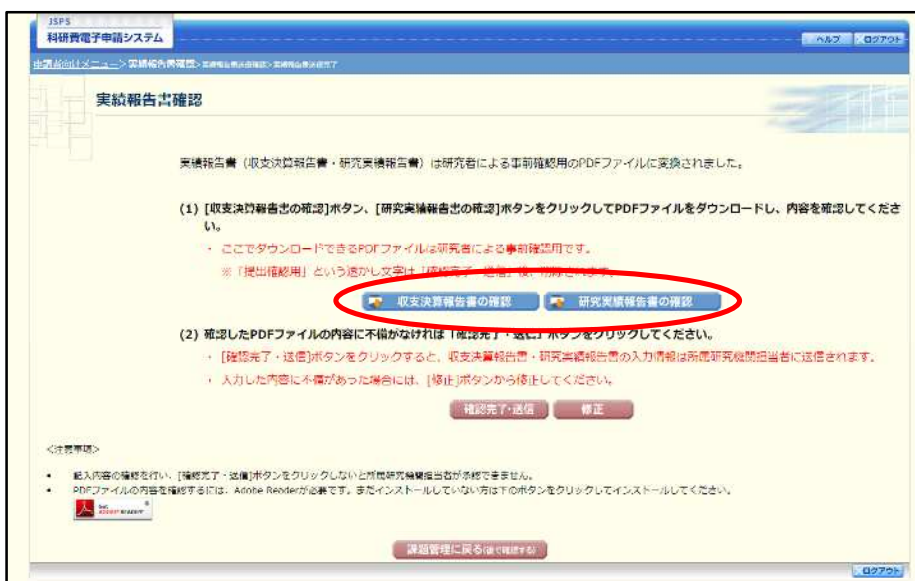 JSPS
科研費電子申請システム
ヘルプ ログアウト
申請者向けメニュー>実績報告書確認>実績報告書送信確認>実績報告書送信完了
実績報告書確認
実績報告書（収支決算報告書・研究実績報告書）は研究者による事前確認用のPDFファイルに変換されました。
(1) [収支決算報告書の確認]ボタン、[研究実績報告書の確認]ボタンをクリックしてPDFファイルをダウンロードし、内容を確認してくださ
い。
・ ここでダウンロードできるPDFファイルは研究者による事前確認用です。
※「提出確認用」という透かし文字は「確認完了・送信」後、削除されます。
収支決算報告書の確認 研究実績報告書の確認
(2) 確認したPDFファイルの内容に不備がなければ「確認完了・送信」ボタンをクリックしてください。
・ [確認完了・送信]ボタンをクリックすると、収支決算報告書・研究実績報告書の入力情報は所属研究機関担当者に送信されます。
・ 入力した内容に不備があった場合には、[修正]ボタンから修正してください。
確認完了・送信 修正
<注意事項>
• 記入内容の確認を行い、[確認完了・送信]ボタンをクリックしないと所属研究機関担当者が承認できません。
• PDFファイルの内容を確認するには、Adobe Readerが必要です。まだインストールしていない方は下のボタンをクリックしてインストールしてください。
ADOBE READER
課題管理に戻る(後で確認する)
ログアウト